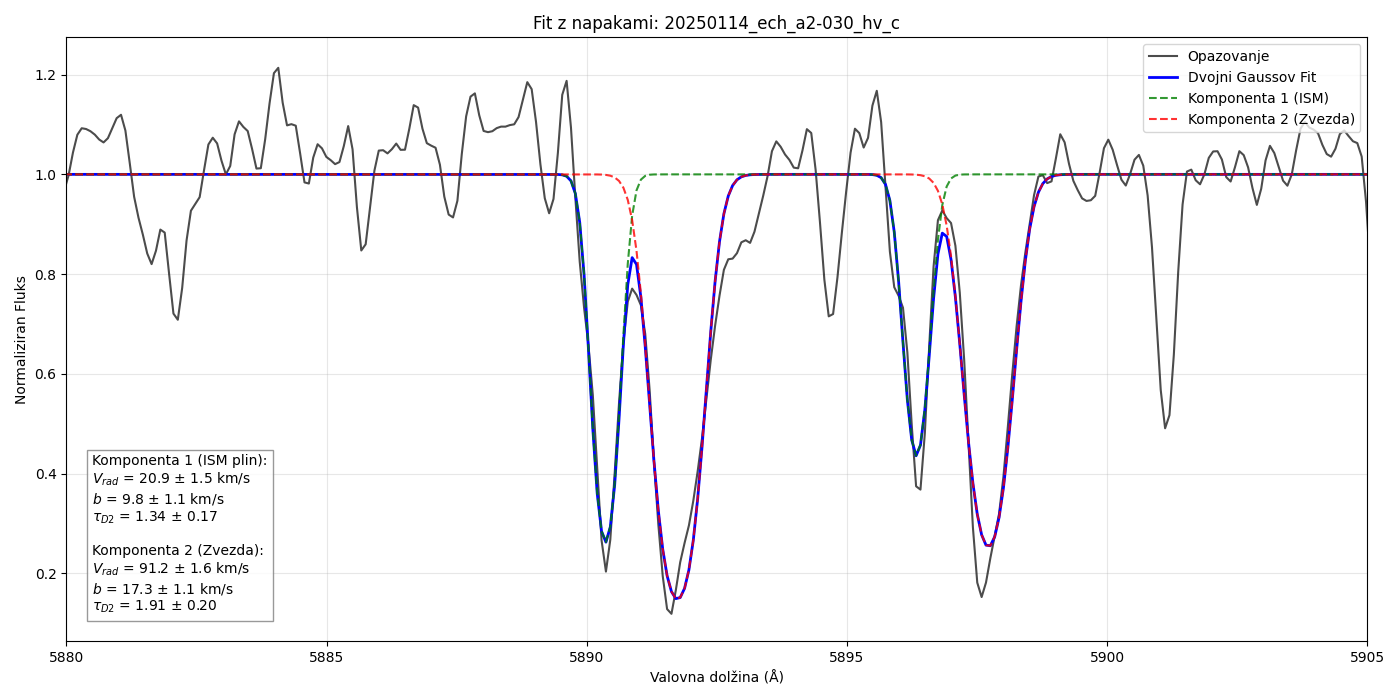 Fit z napakami: 20250114_ech_a2-030_hv_c
Normaliziran Fluks
1.2
1.0
0.8
0.6
0.4
0.2
Opazovanje
Dvojni Gaussov Fit
Komponenta 1 (ISM)
Komponenta 2 (Zvezda)
Komponenta 1 (ISM plin):
V_rad = 20.9 ± 1.5 km/s
b = 9.8 ± 1.1 km/s
τ_D2 = 1.34 ± 0.17
Komponenta 2 (Zvezda):
V_rad = 91.2 ± 1.6 km/s
b = 17.3 ± 1.1 km/s
τ_D2 = 1.91 ± 0.20
5880 5885 5890 5895 5900 5905
Valovna dolžina (Å)